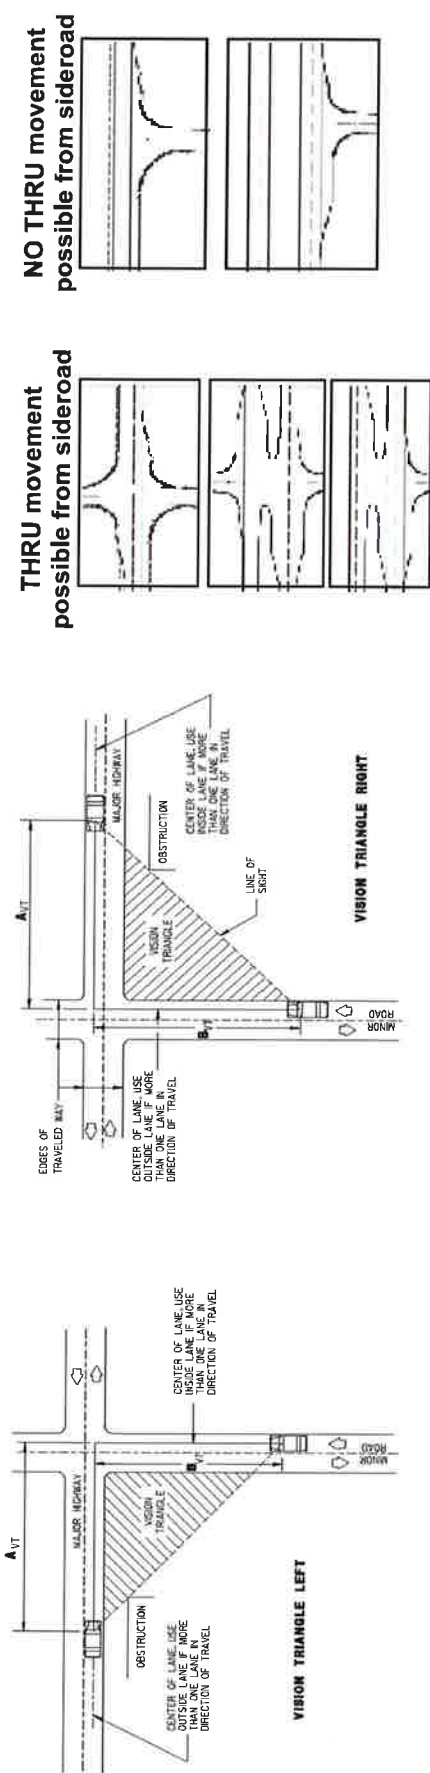 A VT
MAJOR HIGHWAY
VISION
TRIANGLE
B VT
OBSTRUCTION
CENTER OF LANE, USE
OUTSIDE LANE IF MORE
THAN ONE LANE IN
DIRECTION OF TRAVEL
CENTER OF LANE, USE
INSIDE LANE IF MORE
THAN ONE LANE IN
DIRECTION OF TRAVEL
MINOR
ROAD
VISION TRIANGLE LEFT
EDGES OF
TRAVELED WAY
A VT
MAJOR HIGHWAY
CENTER OF LANE, USE
OUTSIDE LANE IF MORE
THAN ONE LANE IN
DIRECTION OF TRAVEL
B VT
VISION
TRIANGLE
OBSTRUCTION
CENTER OF LANE, USE
INSIDE LANE IF MORE
THAN ONE LANE IN
DIRECTION OF TRAVEL
LINE OF
SIGHT
MINOR
ROAD
VISION TRIANGLE RIGHT
THRU movement
possible from sideroad
NO THRU movement
possible from sideroad